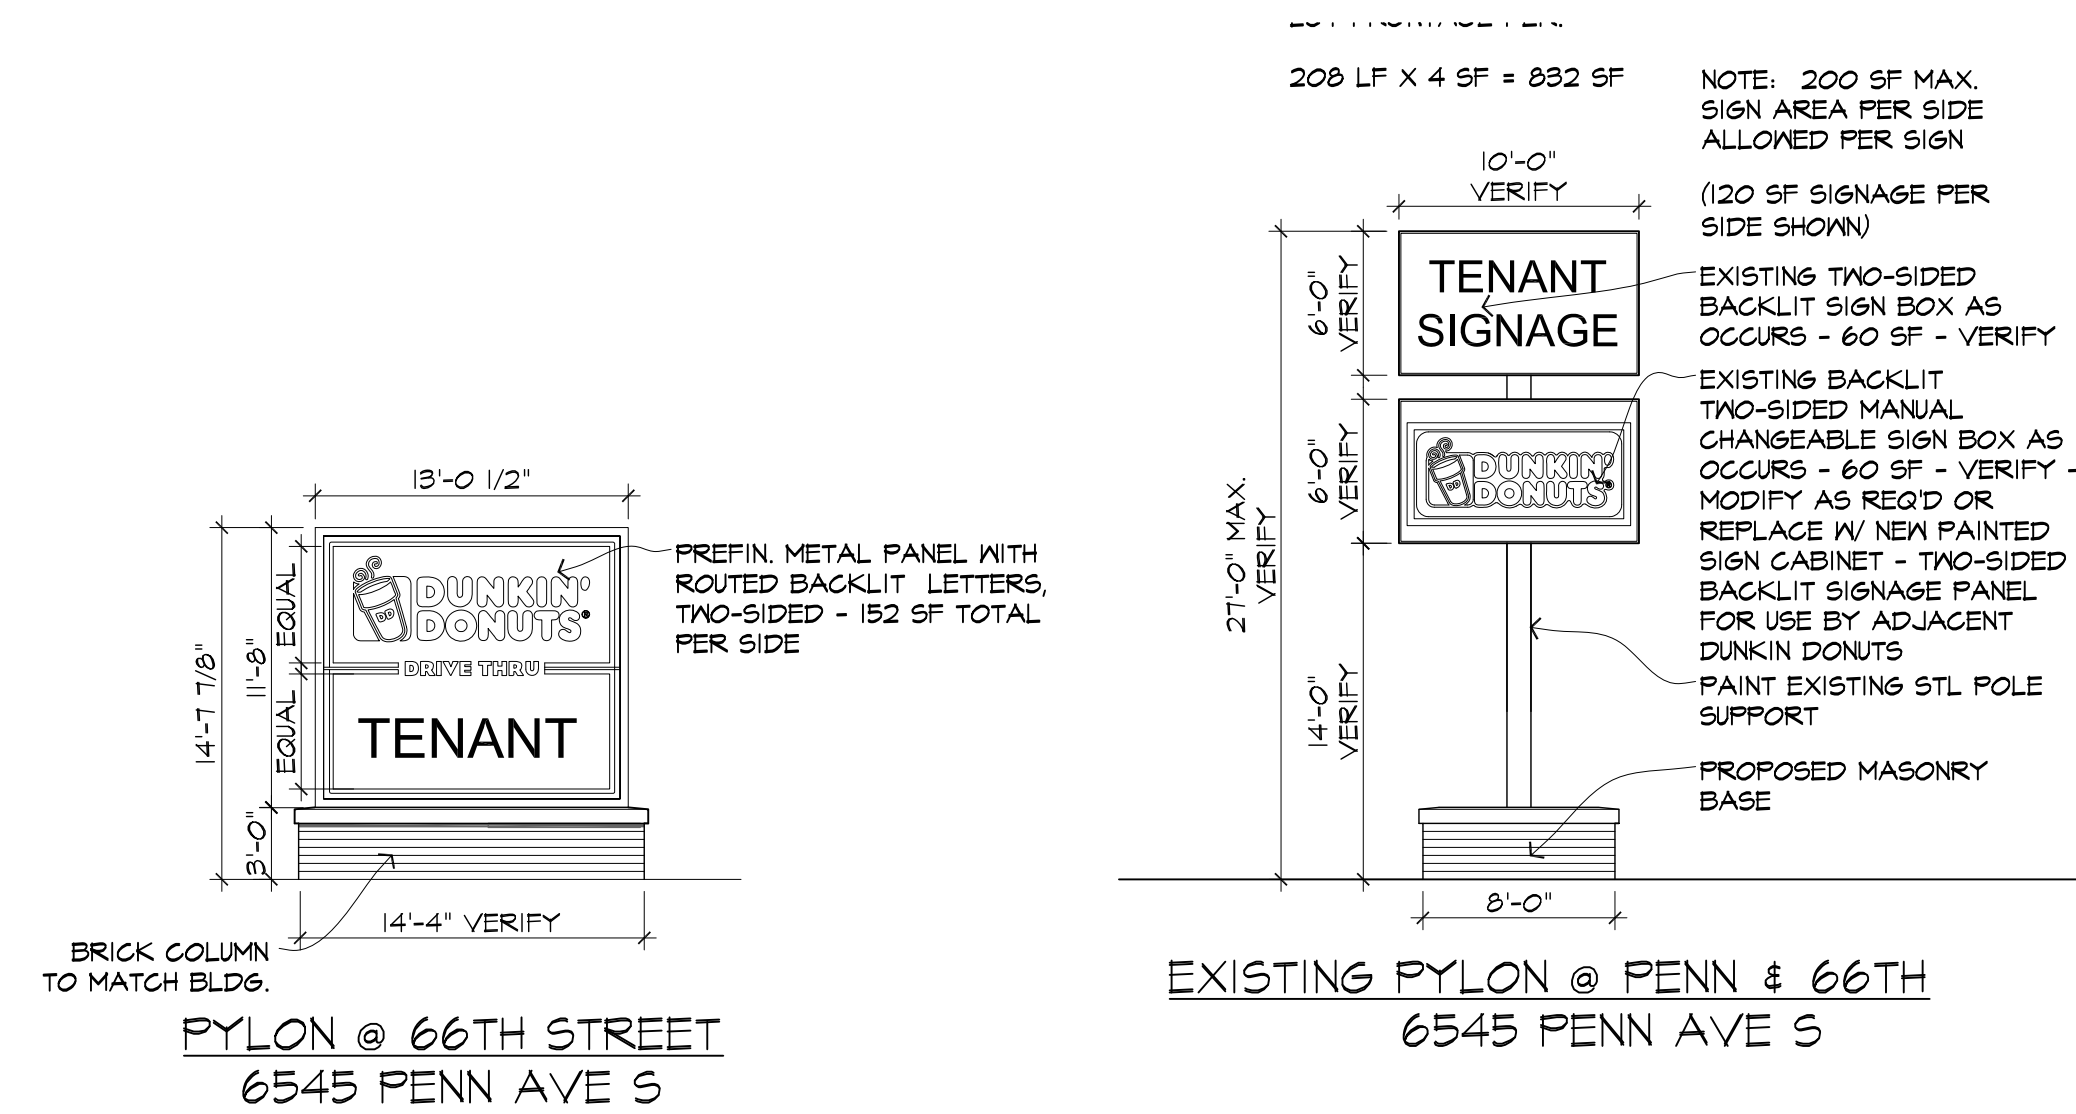 208 LF X 4 SF = 832 SF
NOTE: 200 SF MAX.
SIGN AREA PER SIDE
ALLOWED PER SIGN
(120 SF SIGNAGE PER
SIDE SHOWN)
10'-0"
VERIFY
6'-0"
VERIFY
TENANT
SIGNAGE
EXISTING TWO-SIDED
BACKLIT SIGN BOX AS
OCCURS - 60 SF - VERIFY
6'-0"
VERIFY
DD
DUNKIN'
DONUTS®
EXISTING BACKLIT
TWO-SIDED MANUAL
CHANGEABLE SIGN BOX AS
OCCURS - 60 SF - VERIFY -
MODIFY AS REQ'D OR
REPLACE W/ NEW PAINTED
SIGN CABINET - TWO-SIDED
BACKLIT SIGNAGE PANEL
FOR USE BY ADJACENT
DUNKIN DONUTS
27'-0" MAX.
VERIFY
14'-0"
VERIFY
PAINT EXISTING STL POLE
SUPPORT
PROPOSED MASONRY
BASE
8'-0"
EXISTING PYLON @ PENN & 66TH
6545 PENN AVE S
13'-0 1/2"
14'-7 7/8"
11'-8"
EQUAL
EQUAL
3'-0"
DD
DUNKIN'
DONUTS®
DRIVE THRU
TENANT
PREFIN. METAL PANEL WITH
ROUTED BACKLIT LETTERS,
TWO-SIDED - 152 SF TOTAL
PER SIDE
14'-4" VERIFY
BRICK COLUMN
TO MATCH BLDG.
PYLON @ 66TH STREET
6545 PENN AVE S